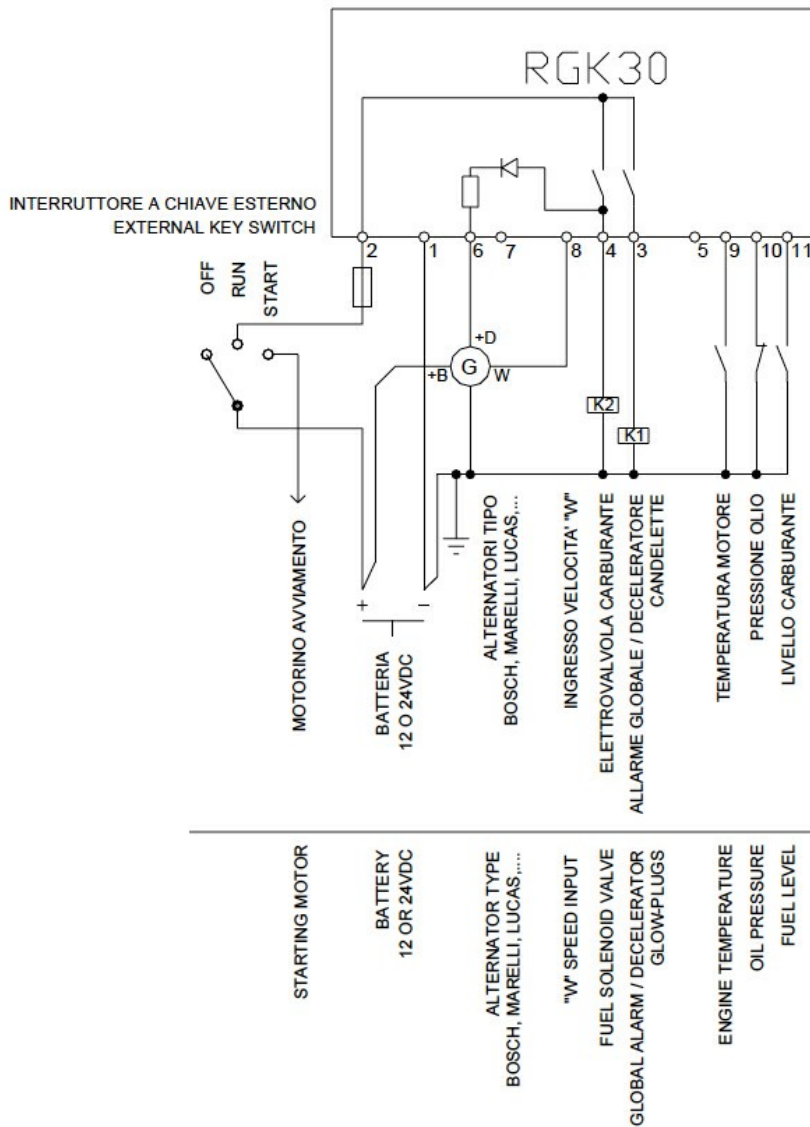 RGK30
INTERRUTTORE A CHIAVE ESTERNO
EXTERNAL KEY SWITCH
2
1
6
7
8
4
3
5
9
10
11
OFF
RUN
START
+D
+B
G
W
K2
K1
+
−
MOTORINO AVVIAMENTO
BATTERIA
12 O 24VDC
ALTERNATORI TIPO
BOSCH, MARELLI, LUCAS,...
INGRESSO VELOCITA' "W"
ELETTROVALVOLA CARBURANTE
ALLARME GLOBALE / DECELERATORE
CANDELETTE
TEMPERATURA MOTORE
PRESSIONE OLIO
LIVELLO CARBURANTE
STARTING MOTOR
BATTERY
12 OR 24VDC
ALTERNATOR TYPE
BOSCH, MARELLI, LUCAS,....
"W" SPEED INPUT
FUEL SOLENOID VALVE
GLOBAL ALARM / DECELERATOR
GLOW-PLUGS
ENGINE TEMPERATURE
OIL PRESSURE
FUEL LEVEL